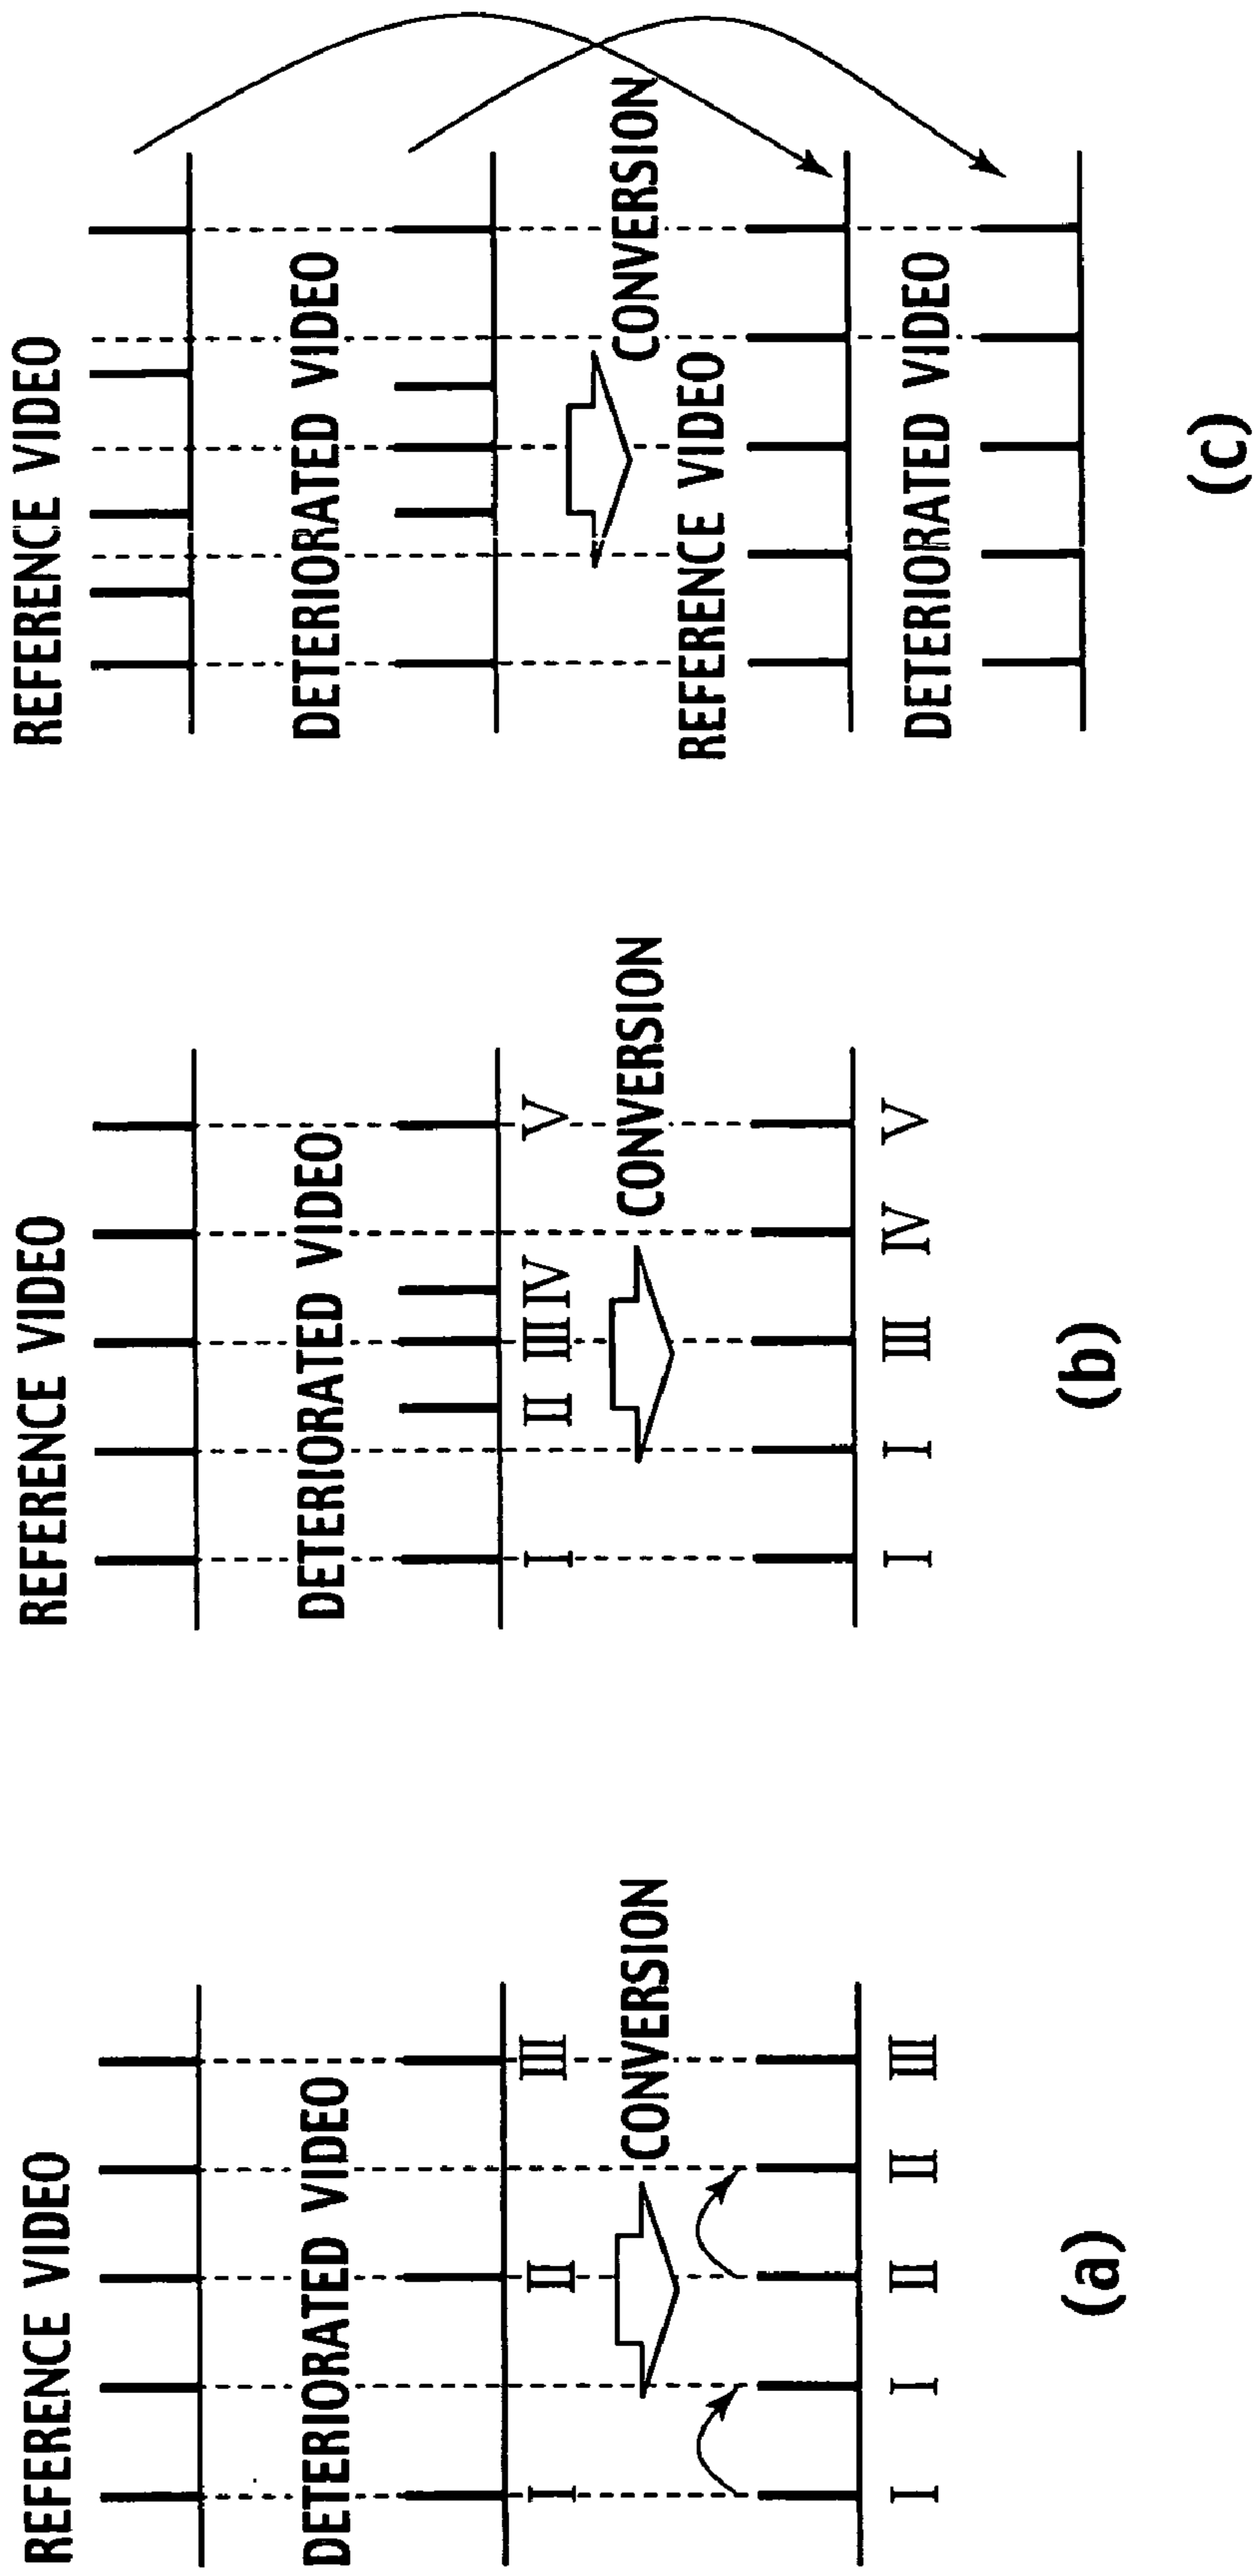 REFERENCE VIDEO
DETERIORATED VIDEO
I II III
CONVERSION
I I II II III
(a)
REFERENCE VIDEO
DETERIORATED VIDEO
I II III IV V
CONVERSION
I I III IV V
(b)
REFERENCE VIDEO
DETERIORATED VIDEO
CONVERSION
REFERENCE VIDEO
DETERIORATED VIDEO
(c)